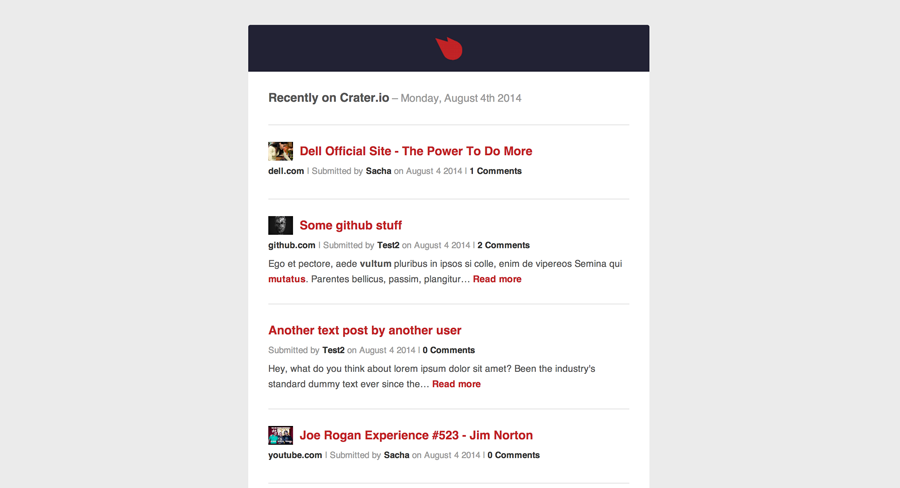 Recently on Crater.io – Monday, August 4th 2014
Dell Official Site - The Power To Do More
dell.com | Submitted by Sacha on August 4 2014 | 1 Comments
Some github stuff
github.com | Submitted by Test2 on August 4 2014 | 2 Comments
Ego et pectore, aede vultum pluribus in ipsos si colle, enim de vipereos Semina qui
mutatus. Parentes bellicus, passim, plangitur… Read more
Another text post by another user
Submitted by Test2 on August 4 2014 | 0 Comments
Hey, what do you think about lorem ipsum dolor sit amet? Been the industry's
standard dummy text ever since the… Read more
Joe Rogan Experience #523 - Jim Norton
youtube.com | Submitted by Sacha on August 4 2014 | 0 Comments